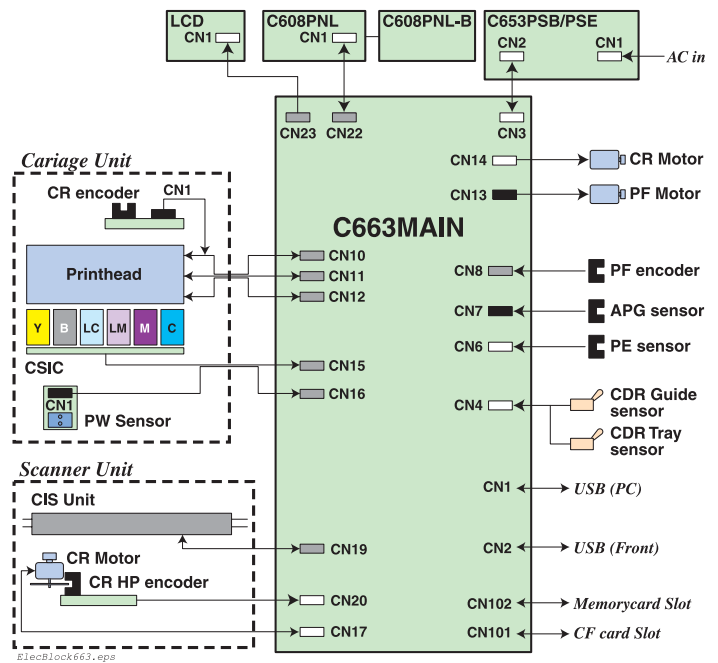 LCD
CN1
C608PNL
CN1
C608PNL-B
C653PSB/PSE
CN2
CN1
AC in
CN23
CN22
CN3
Cariage Unit
CR encoder
CN1
Printhead
Y
B
LC
LM
M
C
CSIC
CN1
PW Sensor
C663MAIN
CN14
CR Motor
CN13
PF Motor
CN10
CN11
CN12
CN15
CN16
CN8
PF encoder
CN7
APG sensor
CN6
PE sensor
CN4
CDR Guide
sensor
CDR Tray
sensor
Scanner Unit
CIS Unit
CR Motor
CR HP encoder
CN19
CN20
CN17
CN1
USB (PC)
CN2
USB (Front)
CN102
Memorycard Slot
CN101
CF card Slot
ElecBlock663.eps